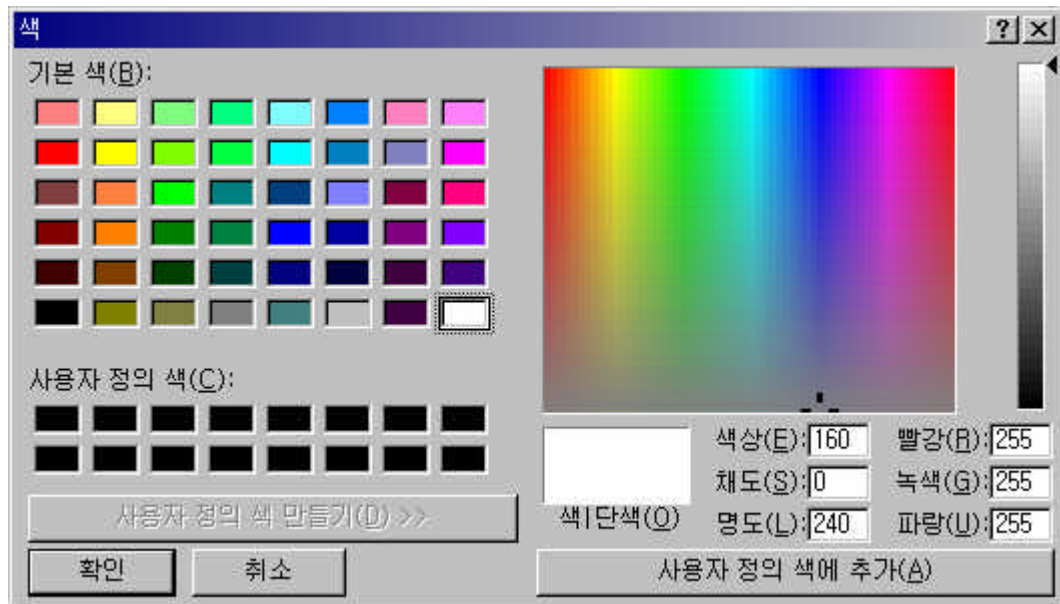 색
기본 색(B):
사용자 정의 색(C):
사용자 정의 색 만들기(D) >>
확인
취소
색|단색(O)
색상(E): 160
빨강(R): 255
채도(S): 0
녹색(G): 255
명도(L): 240
파랑(U): 255
사용자 정의 색에 추가(A)